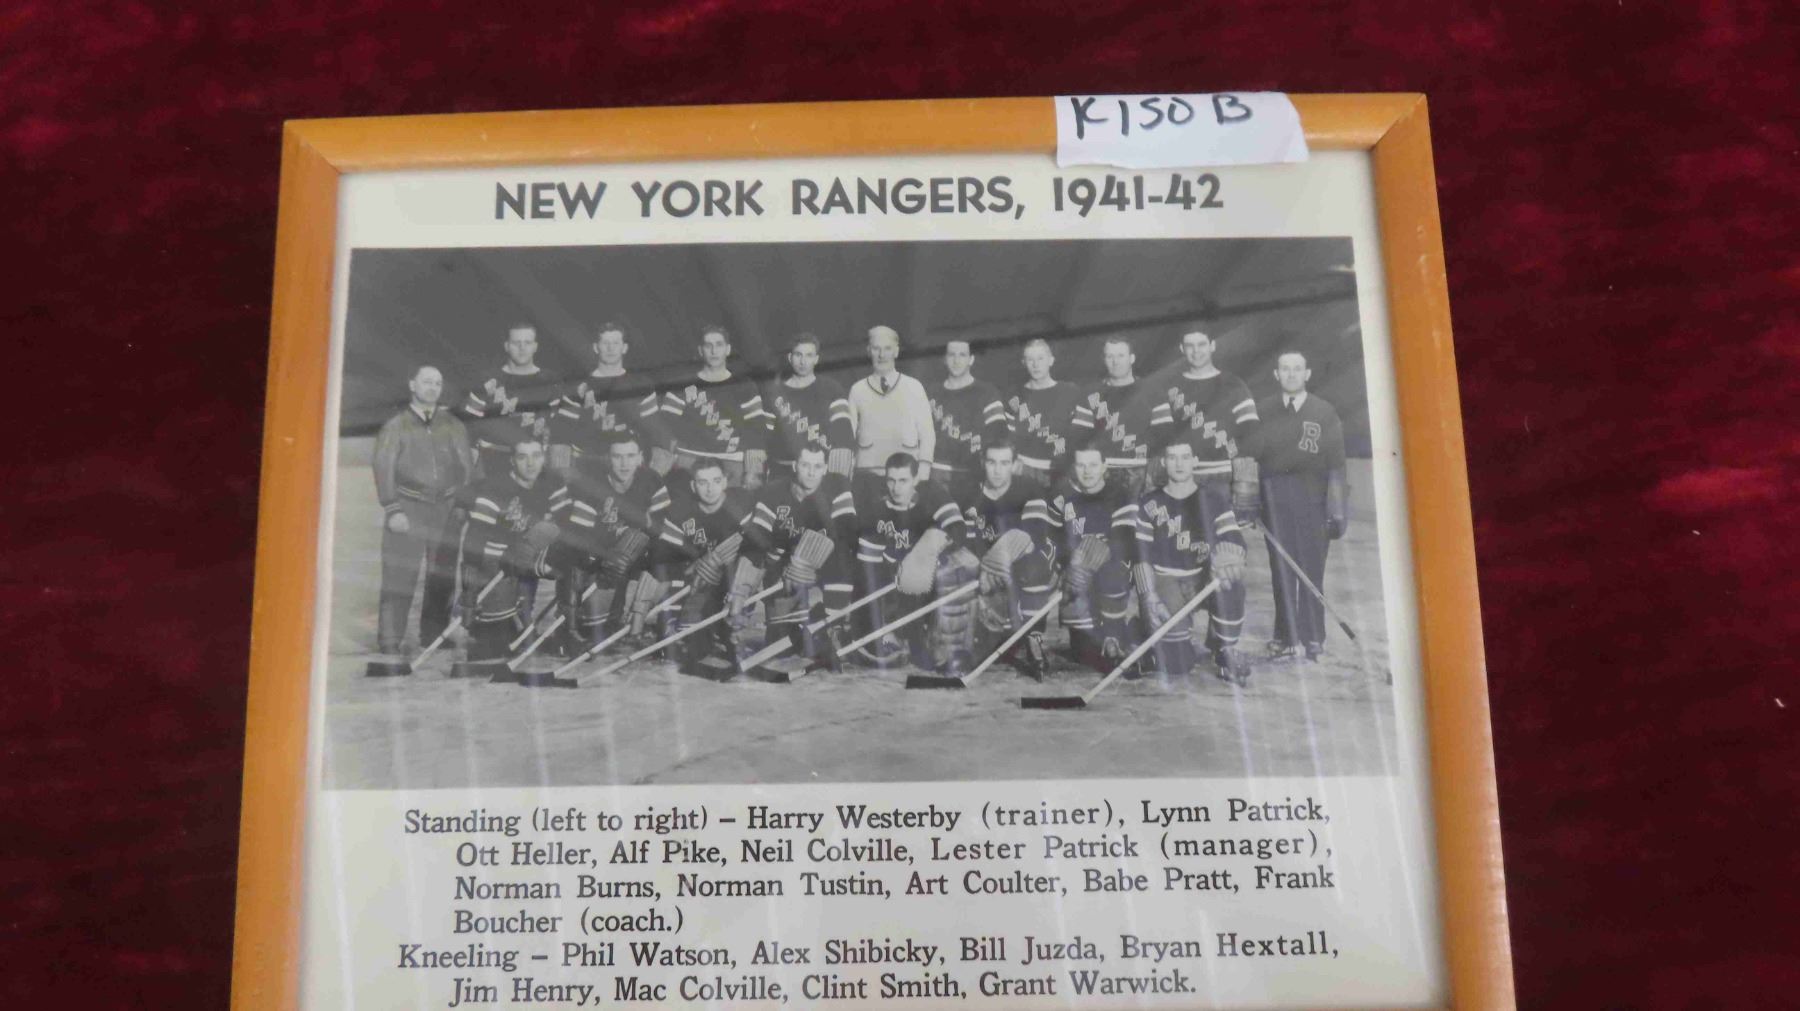 K150 B
NEW YORK RANGERS, 1941-42
R
Standing (left to right) – Harry Westerby (trainer), Lynn Patrick,
Ott Heller, Alf Pike, Neil Colville, Lester Patrick (manager),
Norman Burns, Norman Tustin, Art Coulter, Babe Pratt, Frank
Boucher (coach.)
Kneeling – Phil Watson, Alex Shibicky, Bill Juzda, Bryan Hextall,
Jim Henry, Mac Colville, Clint Smith, Grant Warwick.